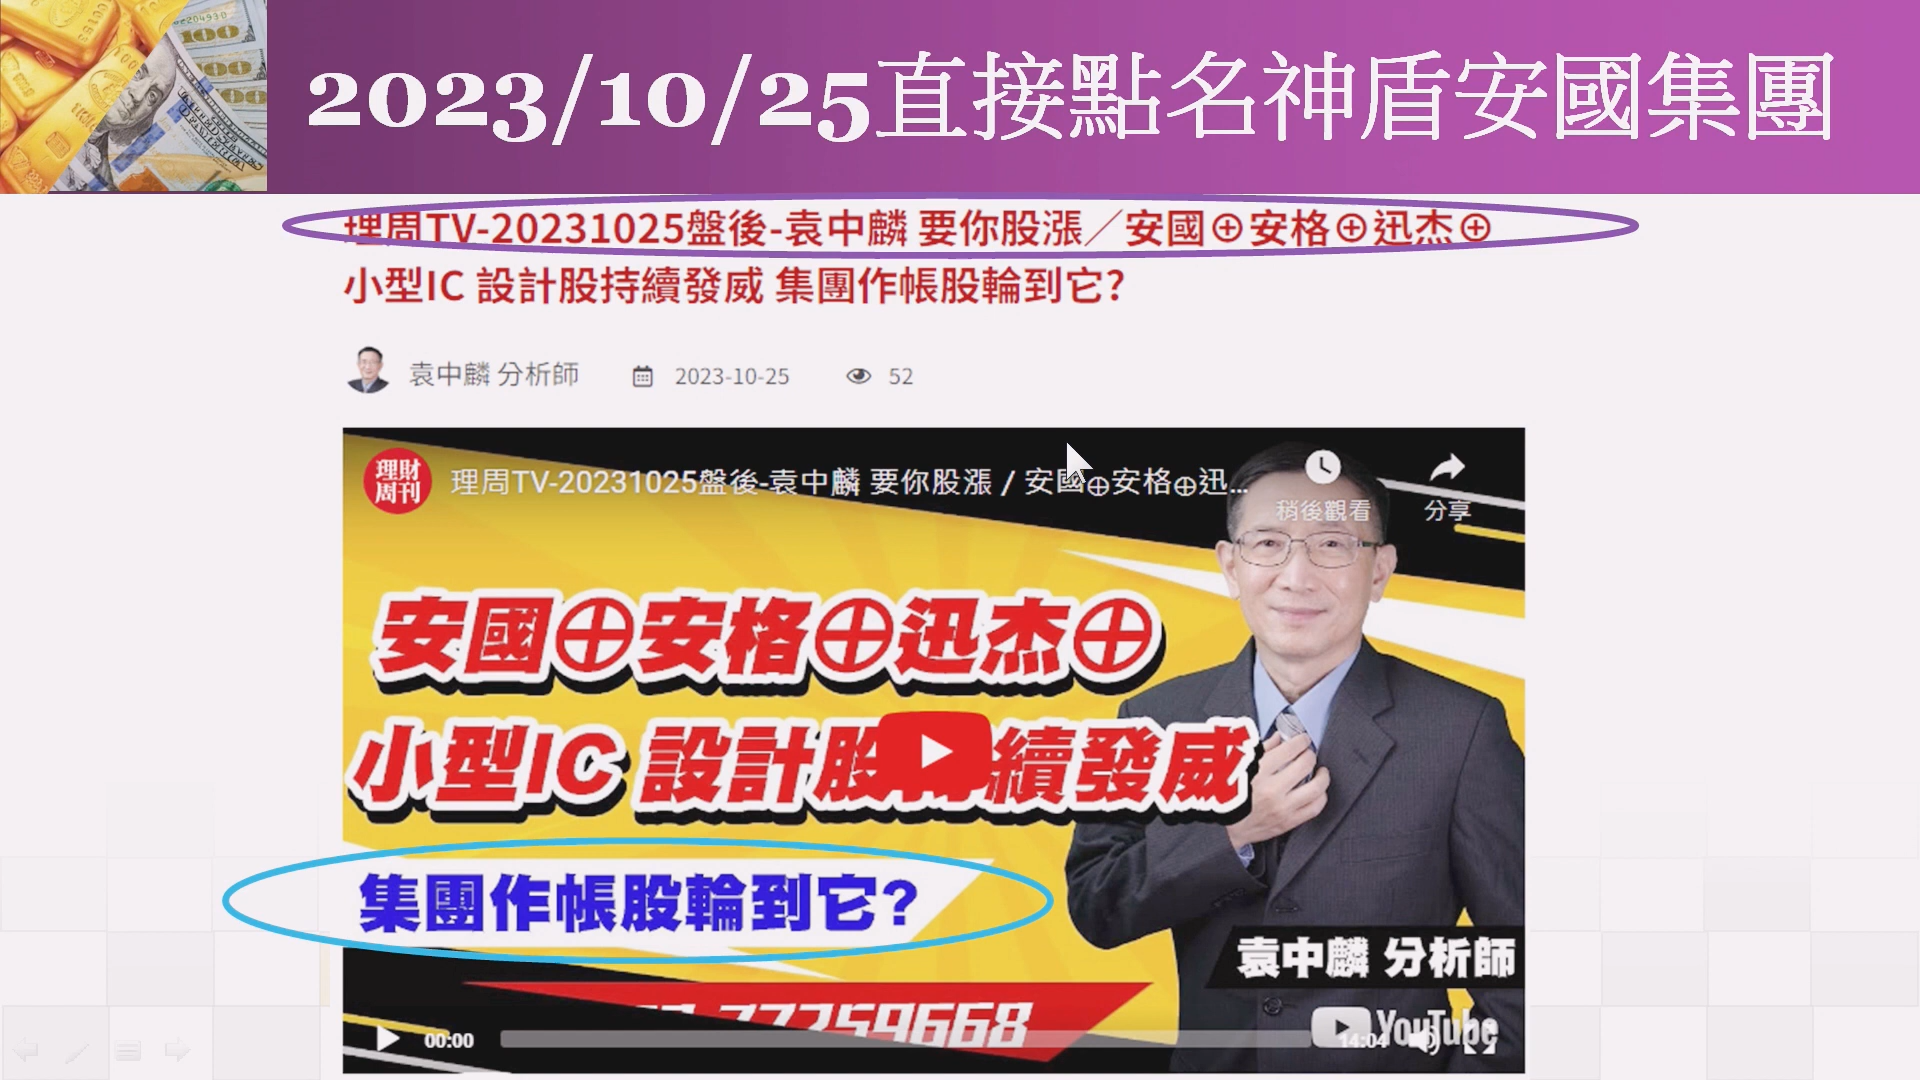 2023/10/25直接點名神盾安國集團
理周TV-20231025盤後-袁中麟 要你股漲／安國⊕安格⊕迅杰⊕
小型IC 設計股持續發威 集團作帳股輪到它?
袁中麟 分析師 2023-10-25 52
理財
周刊
理周TV-20231025盤後-袁中麟 要你股漲 / 安國⊕安格⊕迅...
稍後觀看 分享
安國⊕安格⊕迅杰⊕
小型IC 設計股 續發威
集團作帳股輪到它?
袁中麟 分析師
77259668
00:00
14:04
YouTube